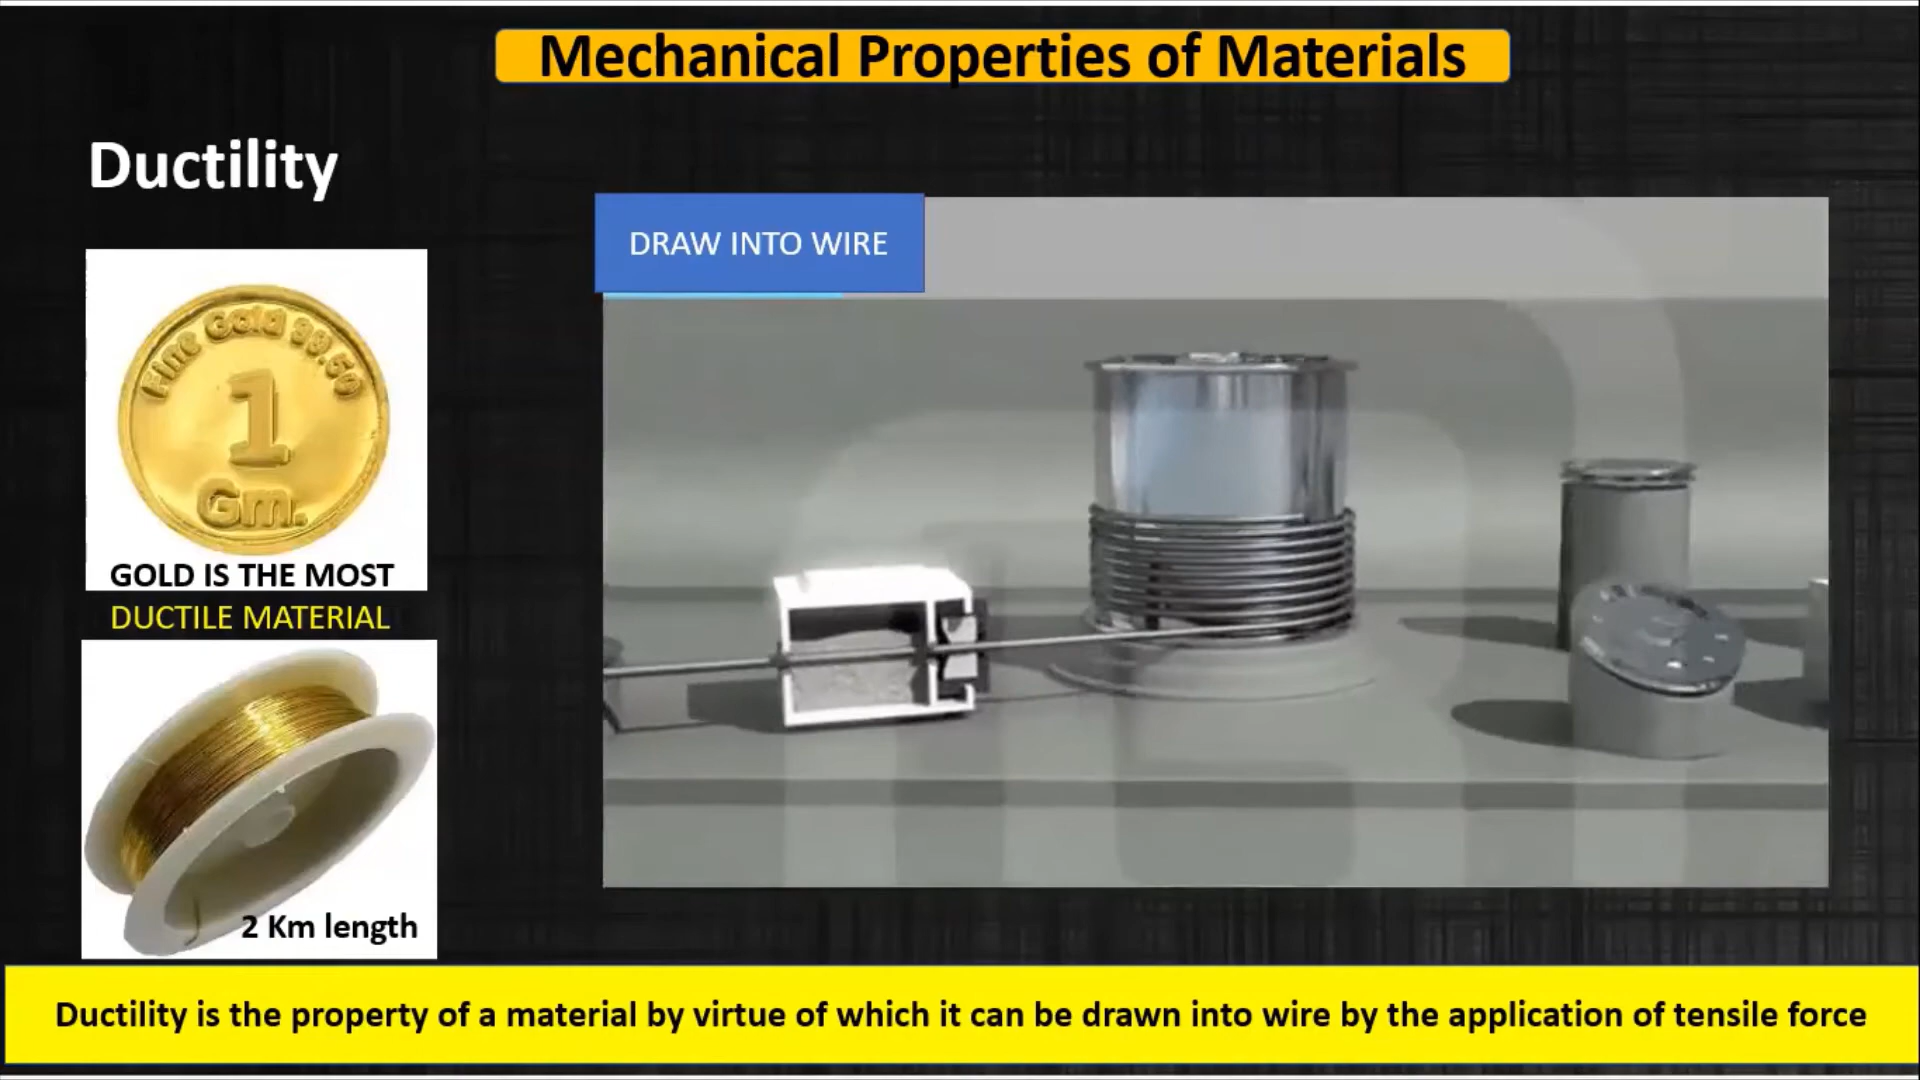 Mechanical Properties of Materials
Ductility
DRAW INTO WIRE
Fine Gold 99.50
1
Gm.
GOLD IS THE MOST
DUCTILE MATERIAL
2 Km length
Ductility is the property of a material by virtue of which it can be drawn into wire by the application of tensile force